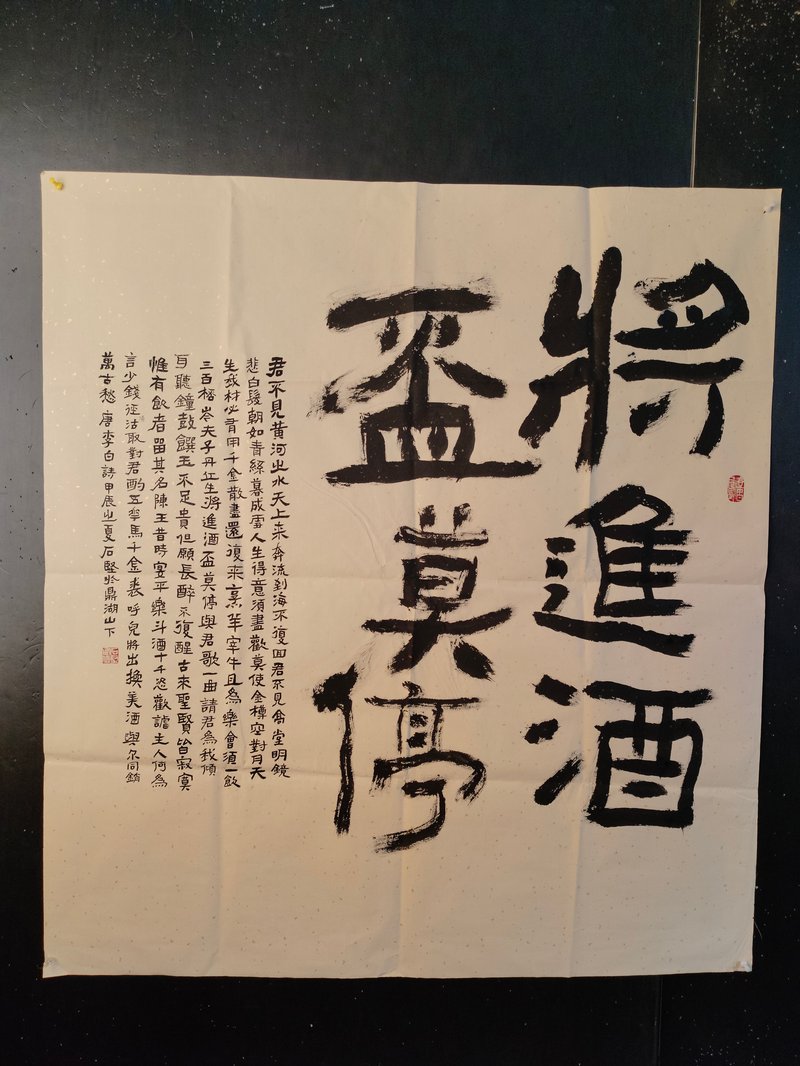 將進酒
盃莫停
君不見黃河之水天上来奔流到海不復回君不見高堂明鏡
悲白髮朝如青絲暮成雪人生得意須盡歡莫使金樽空對月天
生我材必有用千金散盡還復来烹羊宰牛且為樂會須一飲
三百桮岑夫子丹丘生將進酒盃莫停與君歌一曲請君為我傾
耳聽鐘鼓饌玉不足貴但願長醉不復醒古来聖賢皆寂寞
惟有飲者留其名陳王昔時宴平樂斗酒十千恣歡謔主人何為
言少錢逕沽取對君酌五花馬千金裘呼兒將出換美酒與尔同銷
萬古愁 唐李白詩甲辰之夏石堅於鼎湖山下